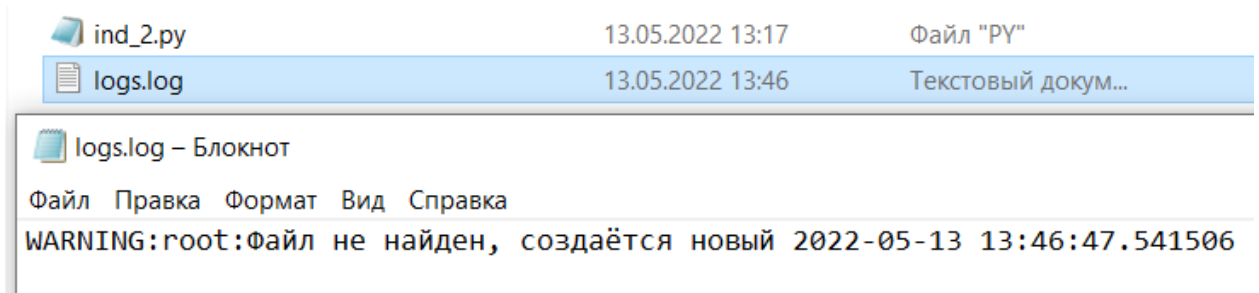 ind_2.py 13.05.2022 13:17 Файл "PY"
logs.log 13.05.2022 13:46 Текстовый докум...
logs.log – Блокнот
Файл Правка Формат Вид Справка
WARNING:root:Файл не найден, создаётся новый 2022-05-13 13:46:47.541506